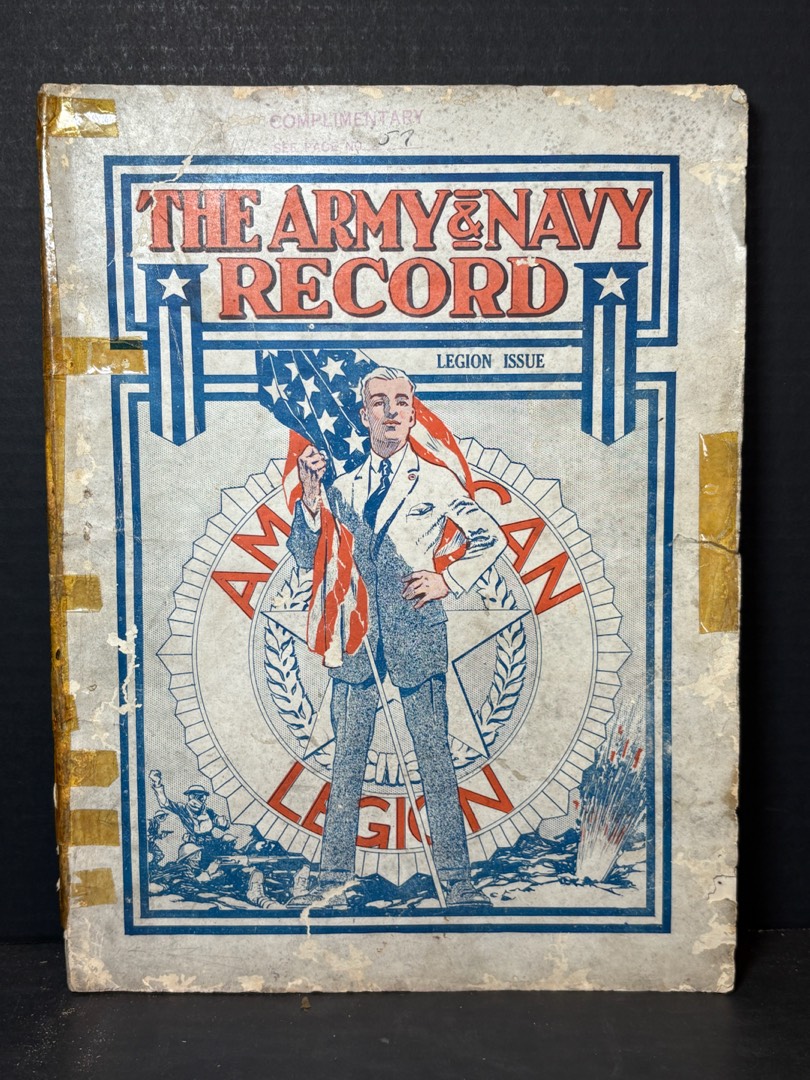 COMPLIMENTARY
SEE PAGE NO. 57
THE ARMY & NAVY
RECORD
LEGION ISSUE
AMERICAN
LEGION